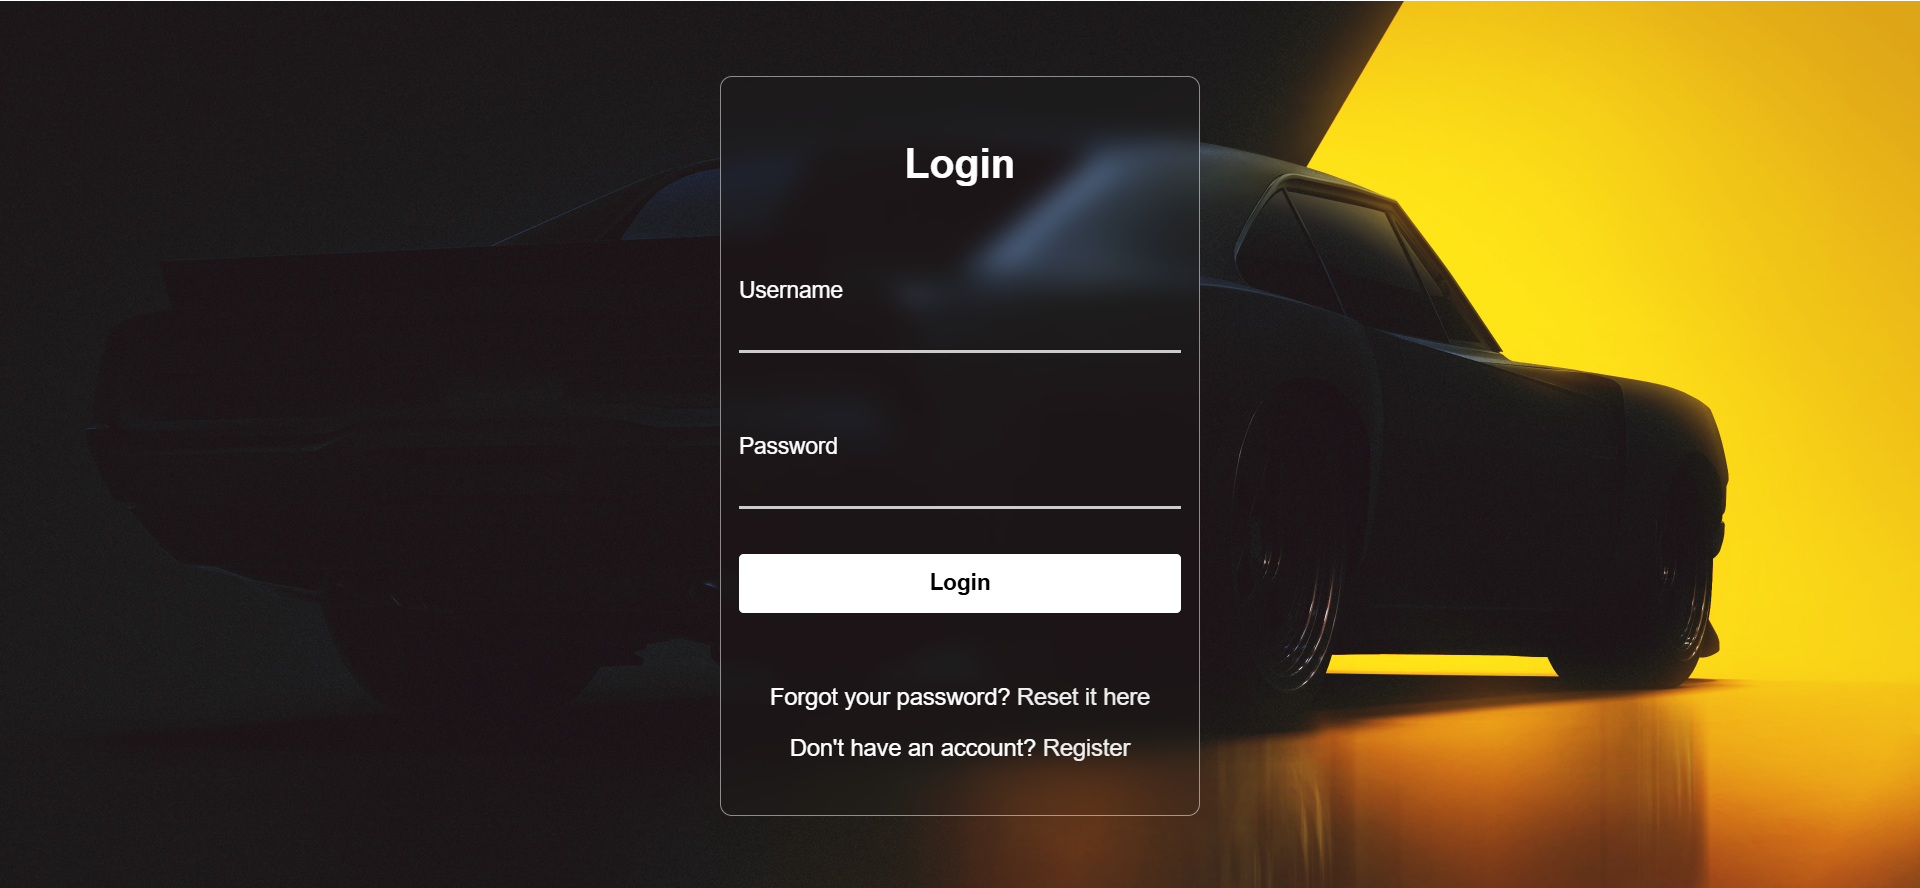 Login
Username
Password
Login
Forgot your password? Reset it here
Don't have an account? Register